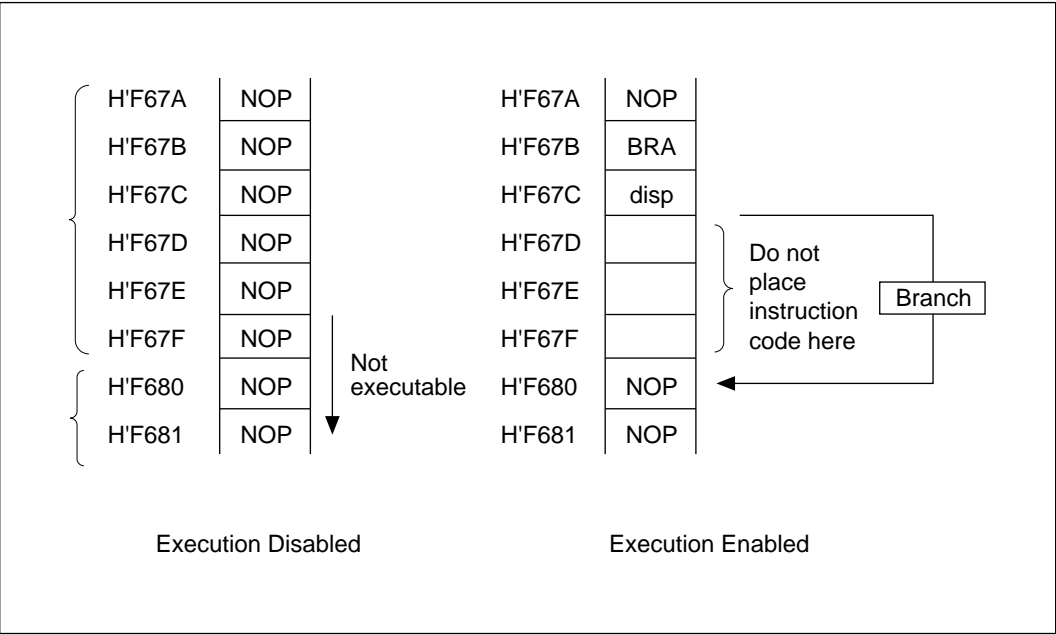 H'F67A NOP H'F67A NOP
H'F67B NOP H'F67B BRA
H'F67C NOP H'F67C disp
H'F67D NOP H'F67D
H'F67E NOP H'F67E
H'F67F NOP H'F67F
H'F680 NOP H'F680 NOP
H'F681 NOP H'F681 NOP
Not
executable
Do not
place
instruction
code here
Branch
Execution Disabled
Execution Enabled